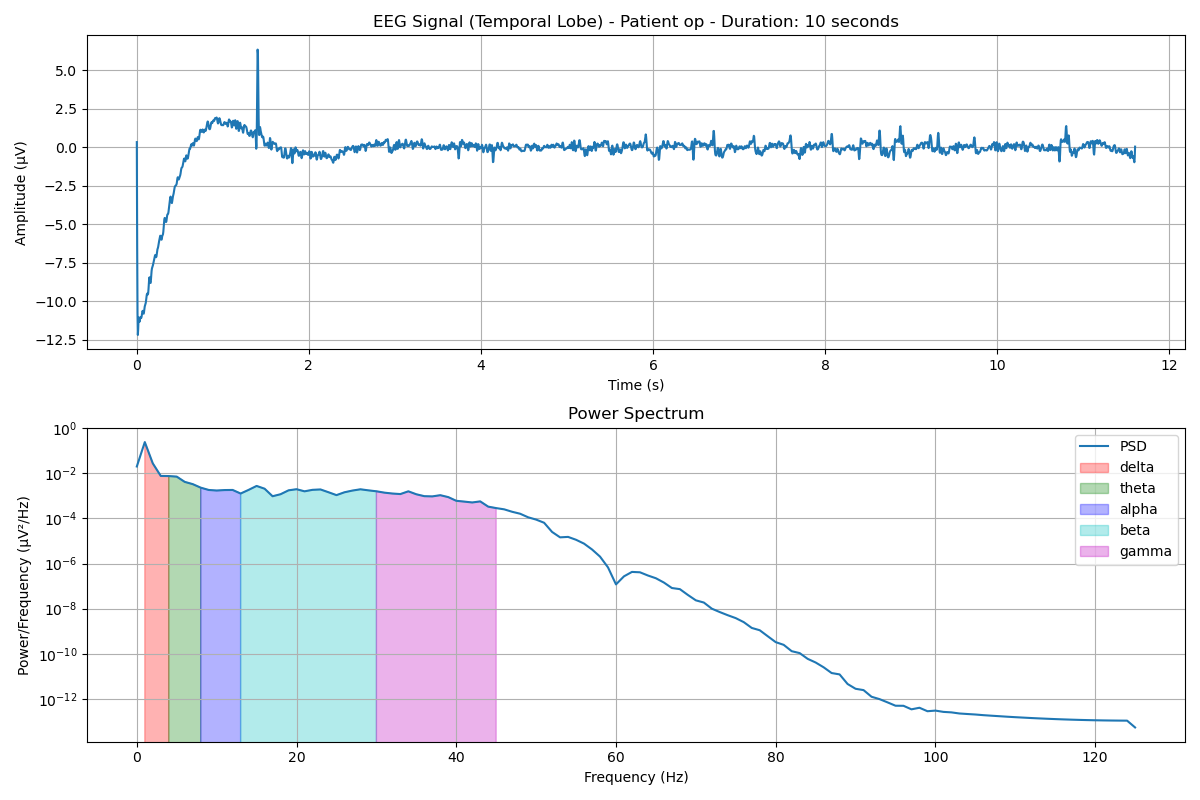 EEG Signal (Temporal Lobe) - Patient op - Duration: 10 seconds
5.0
2.5
0.0
−2.5
−5.0
−7.5
−10.0
−12.5
Amplitude (μV)
0 2 4 6 8 10 12
Time (s)
Power Spectrum
10⁰
10⁻²
10⁻⁴
10⁻⁶
10⁻⁸
10⁻¹⁰
10⁻¹²
Power/Frequency (μV²/Hz)
PSD
delta
theta
alpha
beta
gamma
0 20 40 60 80 100 120
Frequency (Hz)